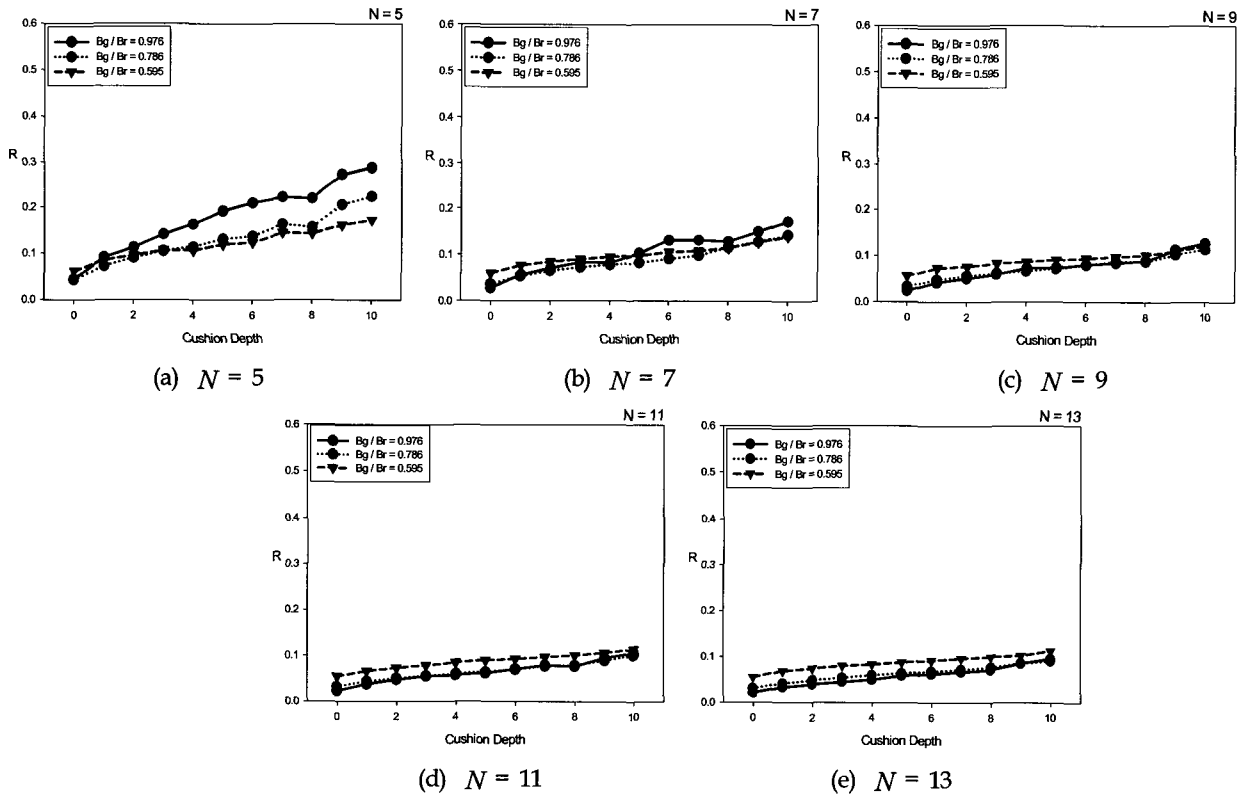 N = 5
0.6
0.5
0.4
0.3
0.2
0.1
0.0
R
Bg / Br = 0.976
Bg / Br = 0.786
Bg / Br = 0.595
0 2 4 6 8 10
Cushion Depth
(a) N = 5
N = 7
0.6
0.5
0.4
0.3
0.2
0.1
0.0
R
Bg / Br = 0.976
Bg / Br = 0.786
Bg / Br = 0.595
0 2 4 6 8 10
Cushion Depth
(b) N = 7
N = 9
0.6
0.5
0.4
0.3
0.2
0.1
0.0
R
Bg / Br = 0.976
Bg / Br = 0.786
Bg / Br = 0.595
0 2 4 6 8 10
Cushion Depth
(c) N = 9
N = 11
0.6
0.5
0.4
0.3
0.2
0.1
0.0
R
Bg / Br = 0.976
Bg / Br = 0.786
Bg / Br = 0.595
0 2 4 6 8 10
Cushion Depth
(d) N = 11
N = 13
0.6
0.5
0.4
0.3
0.2
0.1
0.0
R
Bg / Br = 0.976
Bg / Br = 0.786
Bg / Br = 0.595
0 2 4 6 8 10
Cushion Depth
(e) N = 13